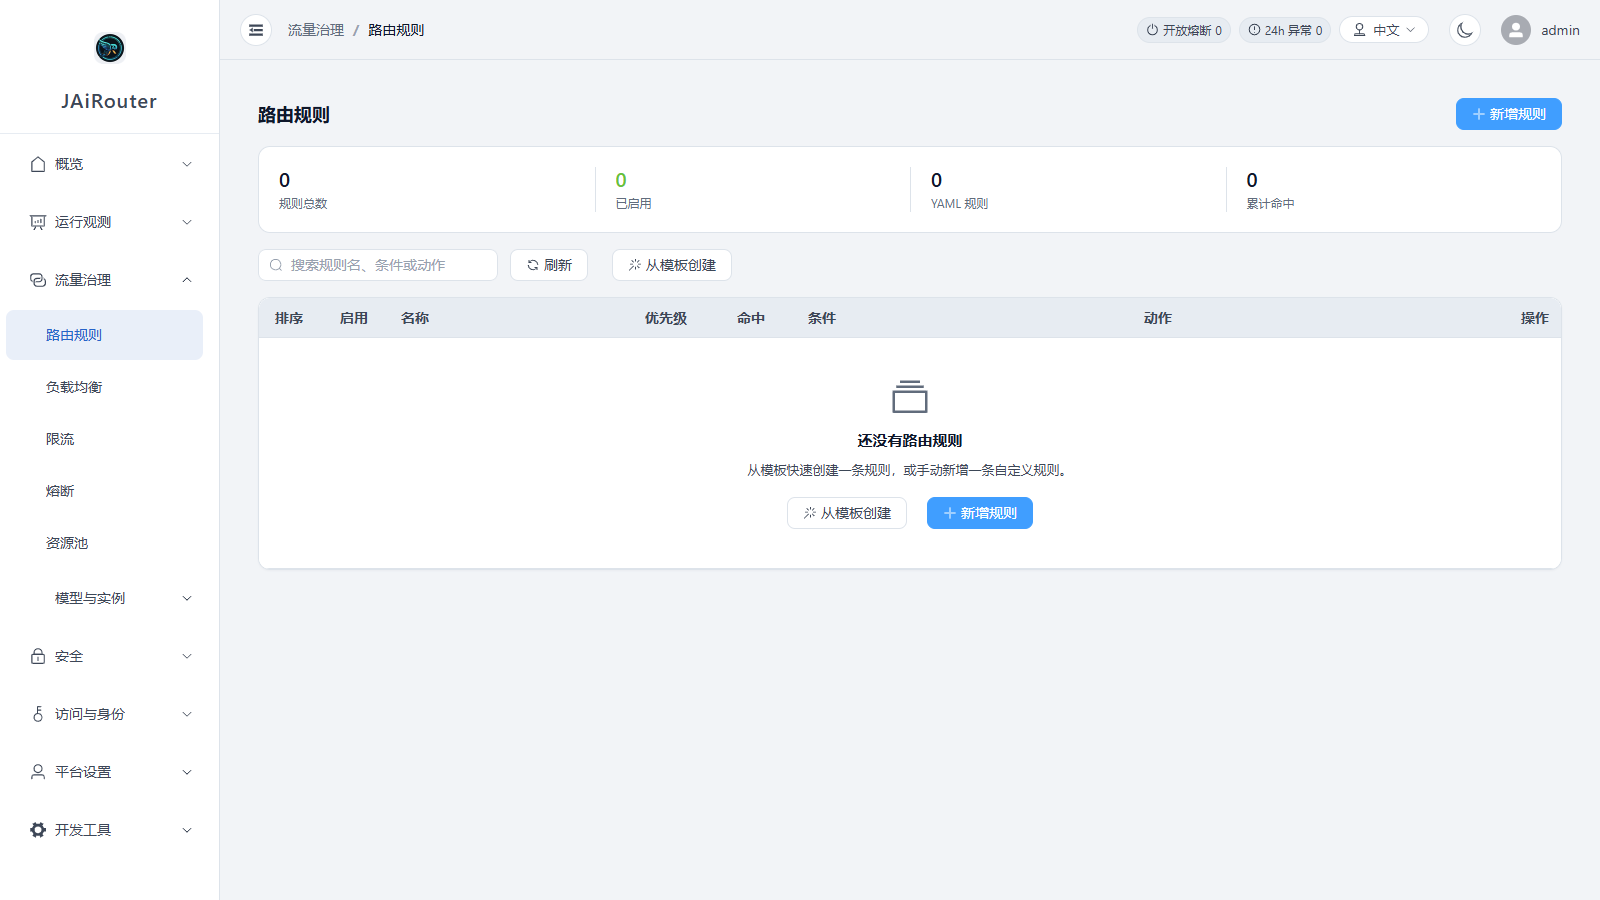 JAiRouter
概览
运行观测
流量治理
路由规则
负载均衡
限流
熔断
资源池
模型与实例
安全
访问与身份
平台设置
开发工具
流量治理 / 路由规则
开放熔断 0
24h 异常 0
中文
admin
路由规则
新增规则
0
规则总数
0
已启用
0
YAML 规则
0
累计命中
搜索规则名、条件或动作
刷新
从模板创建
排序 启用 名称 优先级 命中 条件 动作 操作
还没有路由规则
从模板快速创建一条规则，或手动新增一条自定义规则。
从模板创建
新增规则